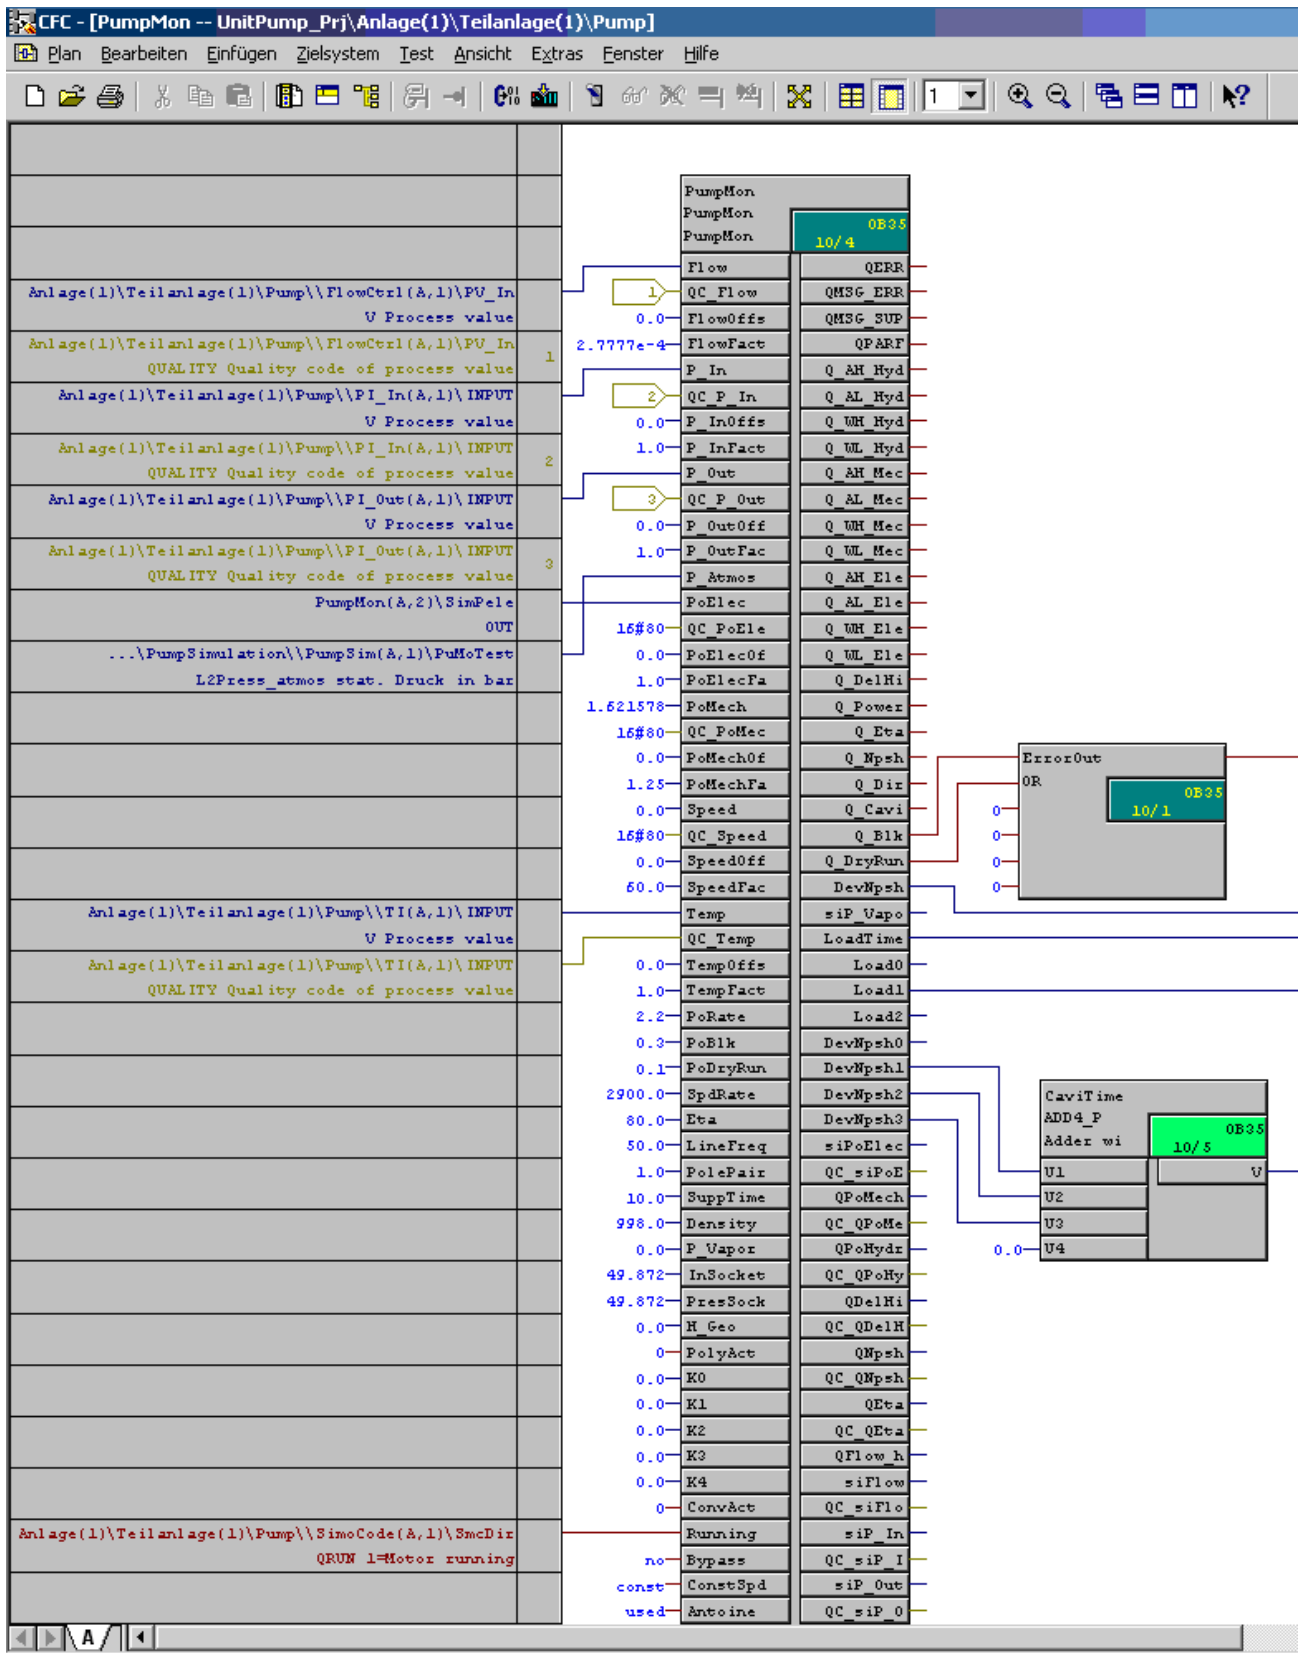 CFC - [PumpMon -- UnitPump_Prj\Anlage(1)\Teilanlage(1)\Pump]
Plan Bearbeiten Einfügen Zielsystem Test Ansicht Extras Fenster Hilfe
1
PumpMon
PumpMon
PumpMon
OB35
10/4
Anlage(1)\Teilanlage(1)\Pump\\FlowCtrl(A,1)\PV_In
V Process value
Anlage(1)\Teilanlage(1)\Pump\\FlowCtrl(A,1)\PV_In
QUALITY Quality code of process value
1
Anlage(1)\Teilanlage(1)\Pump\\PI_In(A,1)\INPUT
V Process value
Anlage(1)\Teilanlage(1)\Pump\\PI_In(A,1)\INPUT
QUALITY Quality code of process value
2
Anlage(1)\Teilanlage(1)\Pump\\PI_Out(A,1)\INPUT
V Process value
Anlage(1)\Teilanlage(1)\Pump\\PI_Out(A,1)\INPUT
QUALITY Quality code of process value
3
PumpMon(A,2)\SimPele
OUT
...\PumpSimulation\\PumpSim(A,1)\PuMoTest
L2Press_atmos stat. Druck in bar
Anlage(1)\Teilanlage(1)\Pump\\TI(A,1)\INPUT
V Process value
Anlage(1)\Teilanlage(1)\Pump\\TI(A,1)\INPUT
QUALITY Quality code of process value
Anlage(1)\Teilanlage(1)\Pump\\SimoCode(A,1)\SmcDir
QRUN 1=Motor running
Flow QERR
1 QC_Flow QMSG_ERR
0.0 FlowOffs QMSG_SUP
2.7777e-4 FlowFact QPARF
P_In Q_AH_Hyd
2 QC_P_In Q_AL_Hyd
0.0 P_InOffs Q_WH_Hyd
1.0 P_InFact Q_WL_Hyd
P_Out Q_AH_Mec
3 QC_P_Out Q_AL_Mec
0.0 P_OutOff Q_WH_Mec
1.0 P_OutFac Q_WL_Mec
P_Atmos Q_AH_Ele
PoElec Q_AL_Ele
16#80 QC_PoEle Q_WH_Ele
0.0 PoElecOf Q_WL_Ele
1.0 PoElecFa Q_DelHi
1.621578 PoMech Q_Power
16#80 QC_PoMec Q_Eta
0.0 PoMechOf Q_Npsh
1.25 PoMechFa Q_Dir
0.0 Speed Q_Cavi
16#80 QC_Speed Q_Blk
0.0 SpeedOff Q_DryRun
60.0 SpeedFac DevNpsh
Temp siP_Vapo
QC_Temp LoadTime
0.0 TempOffs Load0
1.0 TempFact Load1
2.2 PoRate Load2
0.3 PoBlk DevNpsh0
0.1 PoDryRun DevNpsh1
2900.0 SpdRate DevNpsh2
80.0 Eta DevNpsh3
50.0 LineFreq siPoElec
1.0 PolePair QC_siPoE
10.0 SuppTime QPoMech
998.0 Density QC_QPoMe
0.0 P_Vapor QPoHydr
49.872 InSocket QC_QPoHy
49.872 PresSock QDelHi
0.0 H_Geo QC_QDelH
0 PolyAct QNpsh
0.0 K0 QC_QNpsh
0.0 K1 QEta
0.0 K2 QC_QEta
0.0 K3 QFlow_h
0.0 K4 siFlow
0 ConvAct QC_siFlo
Running siP_In
no Bypass QC_siP_I
const ConstSpd siP_Out
used Antoine QC_siP_O
ErrorOut
OR
OB35
10/1
0
0
0
0
CaviTime
ADD4_P
Adder wi
OB35
10/5
U1 V
U2
U3
0.0 U4
A